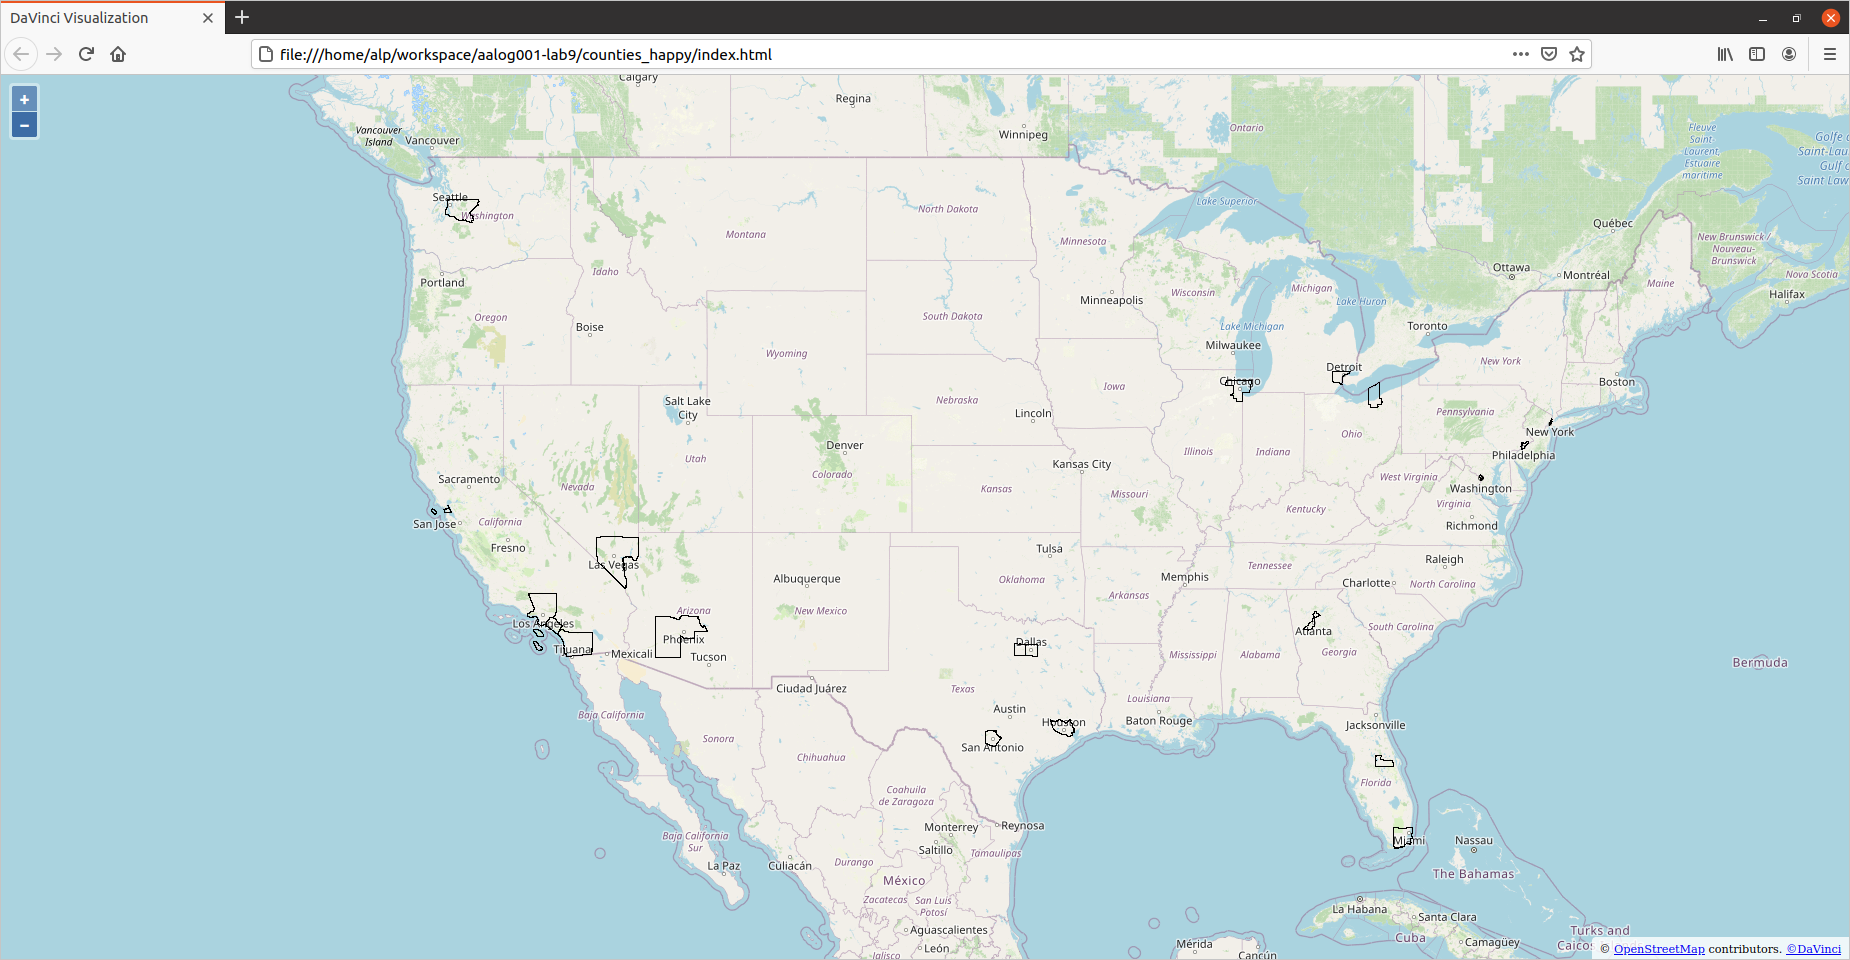 DaVinci Visualization
file:///home/alp/workspace/aalog001-lab9/counties_happy/index.html
+
−
Calgary
Regina
Winnipeg
Vancouver
Island
Vancouver
Ontario
Fleuve
Saint-
Laurent,
Estuaire
maritime
Golfe d
Saint-Lau
Gulf o
Saint Law
Seattle
Washington
North Dakota
Lake Superior
Québec
Montana
Minnesota
New Brunswick /
Nouveau-
Brunswick
Ottawa
Montréal
Nova Scotia
Idaho
Portland
Maine
Halifax
Minneapolis
Wisconsin
Michigan
Lake Huron
Oregon
Boise
South Dakota
Lake Michigan
Toronto
Milwaukee
Wyoming
New York
Detroit
Chicago
Boston
Iowa
Salt Lake
City
Nebraska
Lincoln
Pennsylvania
New York
Denver
Ohio
Philadelphia
Utah
Colorado
Kansas City
Illinois
Indiana
Sacramento
Nevada
Kansas
Missouri
West Virginia
Washington
Virginia
Kentucky
San Jose
California
Richmond
Fresno
Tulsa
Raleigh
Las Vegas
Albuquerque
Oklahoma
Memphis
Tennessee
Charlotte
North Carolina
Arkansas
Arizona
New Mexico
Los Angeles
Phoenix
Dallas
Atlanta
South Carolina
Tijuana
Mexicali
Tucson
Mississippi
Alabama
Georgia
Bermuda
Ciudad Juárez
Texas
Louisiana
Baja California
Austin
Houston
Baton Rouge
Jacksonville
Sonora
San Antonio
Chihuahua
Florida
Coahuila
de Zaragoza
Monterrey
Reynosa
Baja California
Sur
Saltillo
Tamaulipas
Miami
Nassau
La Paz
Culiacán
Durango
The Bahamas
México
Zacatecas
San Luis
Potosí
La Habana
Santa Clara
Aguascalientes
Cuba
Camagüey
Turks and
Caicos
León
Jalisco
Mérida
Cancún
© OpenStreetMap contributors. ©DaVinci